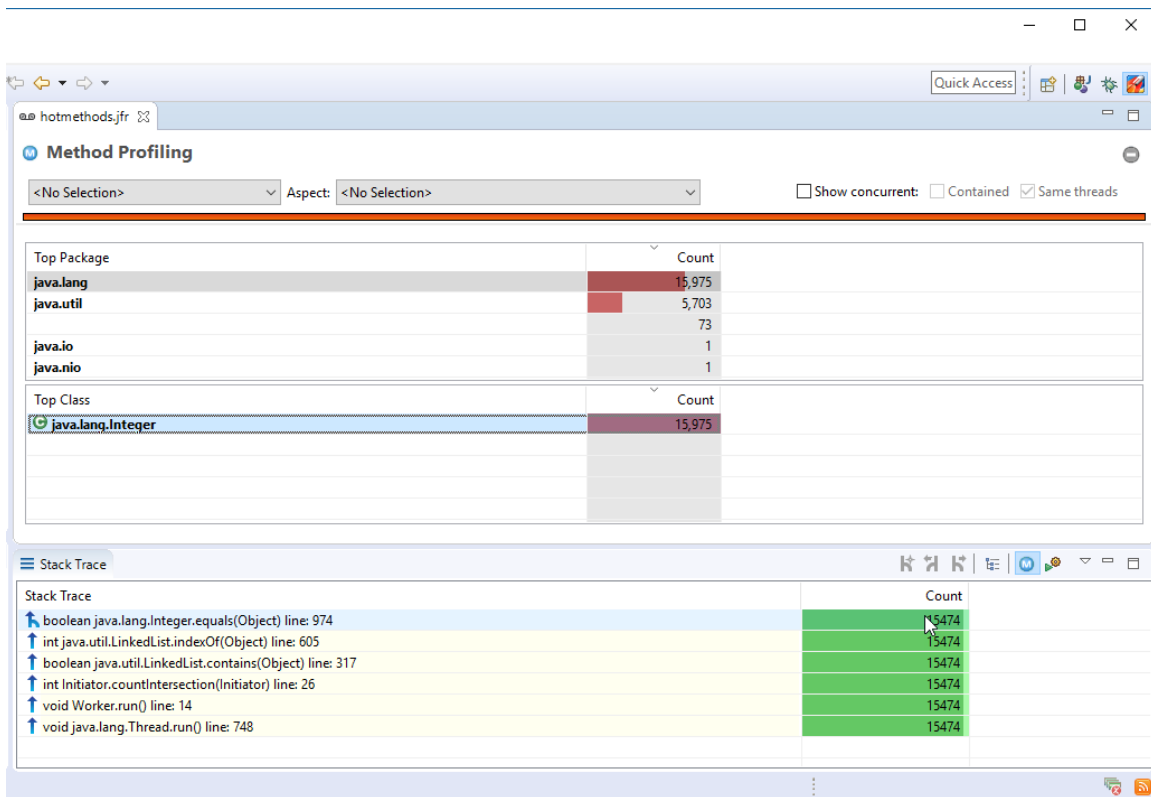 Quick Access
hotmethods.jfr
Method Profiling
<No Selection> Aspect: <No Selection> Show concurrent: Contained Same threads
Top Package Count
java.lang 15,975
java.util 5,703
73
java.io 1
java.nio 1
Top Class Count
java.lang.Integer 15,975
Stack Trace
Stack Trace Count
boolean java.lang.Integer.equals(Object) line: 974 15474
int java.util.LinkedList.indexOf(Object) line: 605 15474
boolean java.util.LinkedList.contains(Object) line: 317 15474
int Initiator.countIntersection(Initiator) line: 26 15474
void Worker.run() line: 14 15474
void java.lang.Thread.run() line: 748 15474